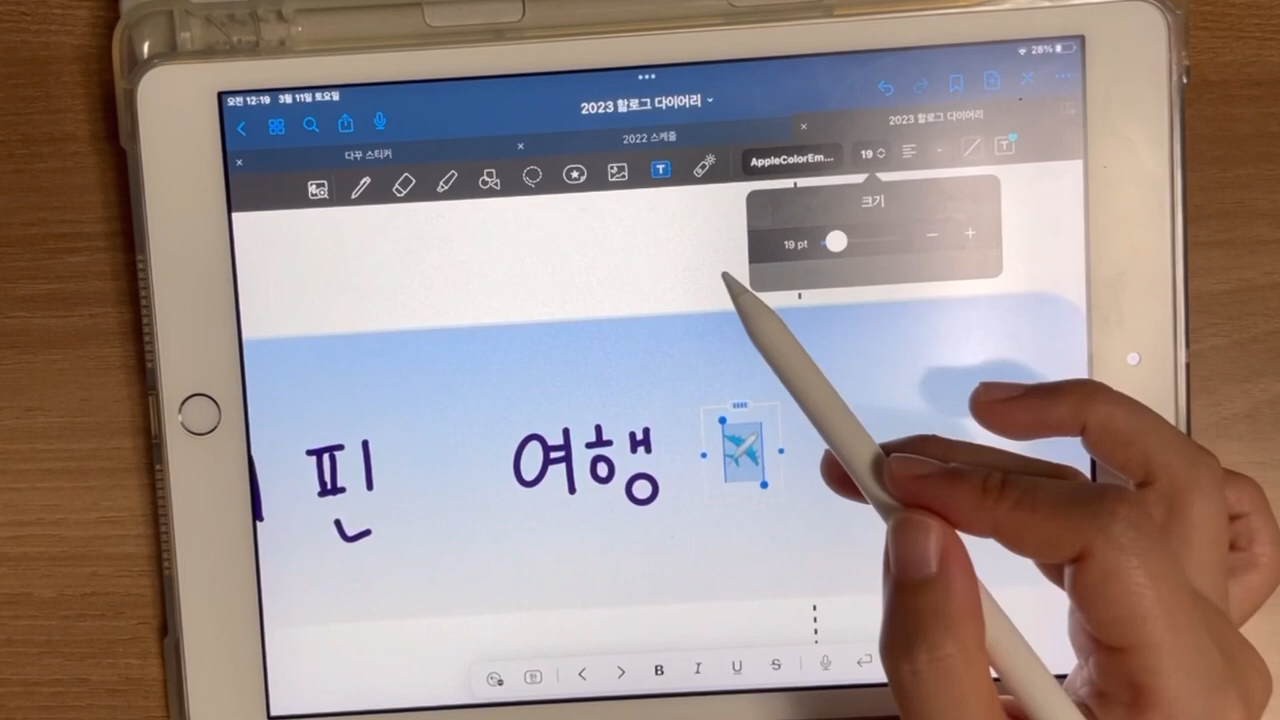 오전 12:19 3월 11일 토요일
28%
2023 할로그 다이어리
다꾸 스티커
2022 스케쥴
2023 할로그 다이어리
AppleColorEm... 19
크기
19 pt
핀 여행
B I U S